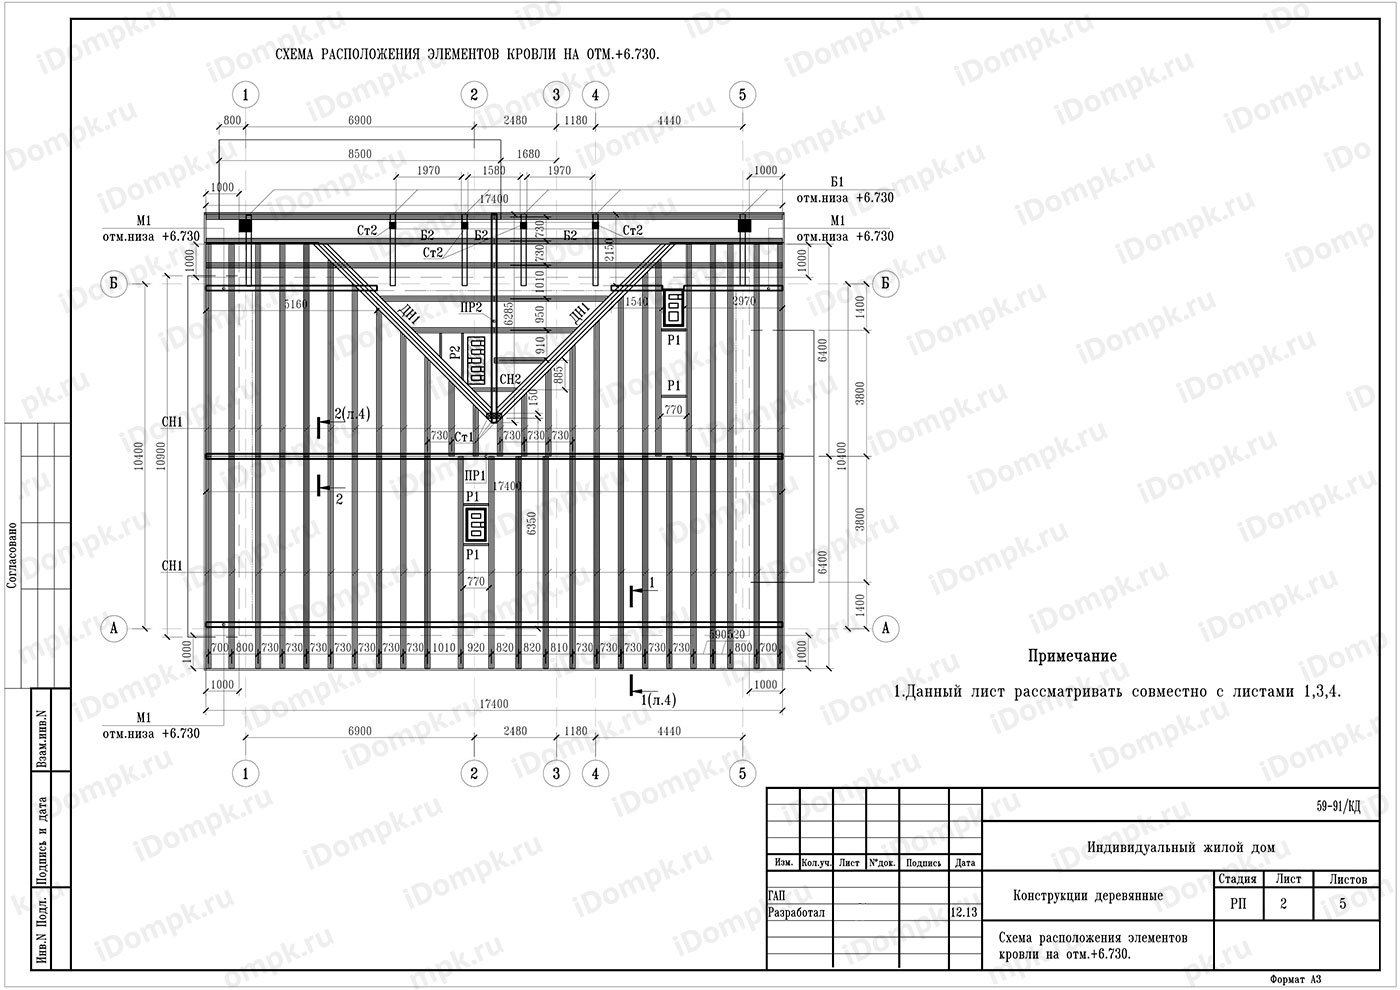 СХЕМА РАСПОЛОЖЕНИЯ ЭЛЕМЕНТОВ КРОВЛИ НА ОТМ.+6.730.
1 2 3 4 5
800 6900 2480 1180 4440
8500 1680
1970 1580 1970 1000
1000 17400
Б1
отм.низа +6.730
М1
отм.низа +6.730
М1
отм.низа +6.730
Ст2 Б2 Б2 Б2 Ст2
Ст2
730
730
2150
1000
1000
1010
Б
Б
5160
1540
2970
ДН1
ПР2
6285
950
ДН1
1400
910
Р2
Р1
6400
СН2
885
Р1
3800
150
770
2(л.4)
СН1
Ст1
730 730 730 730
10400
10900
10400
ПР1
17400
2
Р1
6350
3800
Р1
6400
СН1
770
1
1400
А
А
590520
1000
700 800 730 730 730 730 730 730 730 1010 920 820 820 810 730 730 730 730 730 800 700
1000
1000
1000
1(л.4)
17400
М1
отм.низа +6.730
6900 2480 1180 4440
1 2 3 4 5
Примечание
1.Данный лист рассматривать совместно с листами 1,3,4.
Согласовано
Взам.инв.N
Подпись и дата
Инв.N Подл.
59-91/КД
Индивидуальный жилой дом
Изм. Кол.уч. Лист N°док. Подпись Дата
ГАП
Разработал 12.13
Конструкции деревянные
Стадия Лист Листов
РП 2 5
Схема расположения элементов
кровли на отм.+6.730.
Формат А3
iDompk.ru